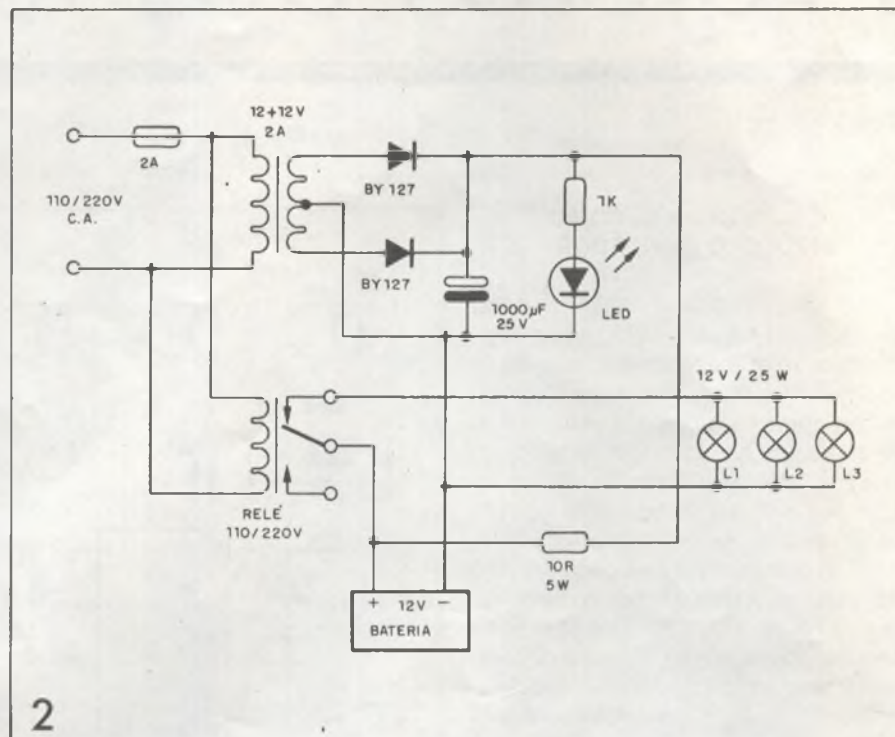 12+12V
2A
2A
110/220V
C.A.
BY 127
BY 127
1K
LED
1000µF
25V
12 V / 25 W
L1 L2 L3
RELÉ
110/220V
10R
5W
+ 12V −
BATERIA
2